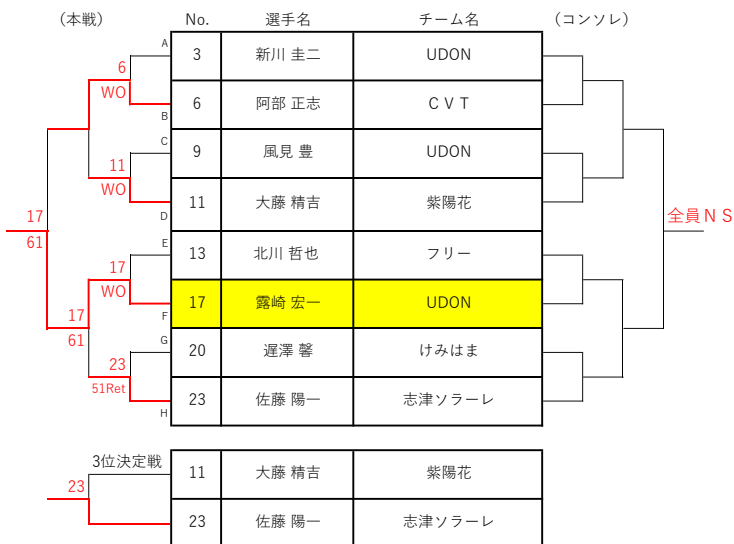 （本戦） No. 選手名 チーム名 （コンソレ）
A 3 新川 圭二 UDON
6
WO 6 阿部 正志 ＣＶＴ
B
C 9 風見 豊 UDON
11
WO 11 大藤 精吉 紫陽花
D
17 全員ＮＳ
61
E 13 北川 哲也 フリー
17
WO 17 露崎 宏一 UDON
F
17
61
G 20 遅澤 馨 けみはま
23
51Ret 23 佐藤 陽一 志津ソラーレ
H
3位決定戦 11 大藤 精吉 紫陽花
23
23 佐藤 陽一 志津ソラーレ